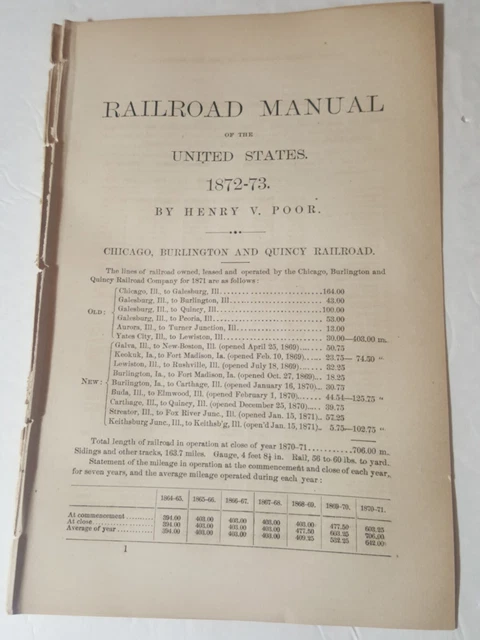 RAILROAD MANUAL
OF THE
UNITED STATES.
1872-73.
BY HENRY V. POOR.
CHICAGO, BURLINGTON AND QUINCY RAILROAD.
The lines of railroad owned, leased and operated by the Chicago, Burlington and
Quincy Railroad Company for 1871 are as follows:
OLD:
Chicago, Ill., to Galesburg, Ill. 164.00
Galesburg, Ill., to Burlington, Ill. 43.00
Galesburg, Ill., to Quincy, Ill. 100.00
Galesburg, Ill., to Peoria, Ill. 53.00
Aurora, Ill., to Turner Junction, Ill. 13.00
Yates City, Ill., to Lewiston, Ill. 30.00—403.00 m.
NEW:
Galva, Ill., to New-Boston, Ill. (opened April 25, 1869) 50.75
Keokuk, Ia., to Fort Madison, Ia. (opened Feb. 10, 1869) 23.75— 74.50 "
Lewiston, Ill., to Rushville, Ill. (opened July 18, 1869) 32.25
Burlington, Ia., to Fort Madison, Ia. (opened Oct. 27, 1869) 18.25
Burlington, Ia., to Carthage, Ill. (opened January 16, 1870) 30.73
Buda, Ill., to Elmwood, Ill. (opened February 1, 1870) 44.54—125.75 "
Carthage, Ill., to Quincy, Ill. (opened December 25, 1870) 39.75
Streater, Ill., to Fox River Junc., Ill. (opened Jan. 15, 1871) 57.25
Keithsburg Junc., Ill., to Keithsb'g, Ill. (open'd Jan. 15, 1871) 5.75—102.75 "
Total length of railroad in operation at close of year 1870-71 706.00 m.
Sidings and other tracks, 163.7 miles. Gauge, 4 feet 8½ in. Rail, 56 to 60 lbs. to yard.
Statement of the mileage in operation at the commencement and close of each year,
for seven years, and the average mileage operated during each year:
1864-65. 1865-66. 1866-67. 1867-68. 1868-69. 1869-70. 1870-71.
At commencement 394.00 403.00 403.00 403.00 403.00 477.50 603.25
At close 394.00 403.00 403.00 403.00 477.50 603.25 706.00
Average of year 394.00 403.00 403.00 403.00 409.25 552.25 642.00
1